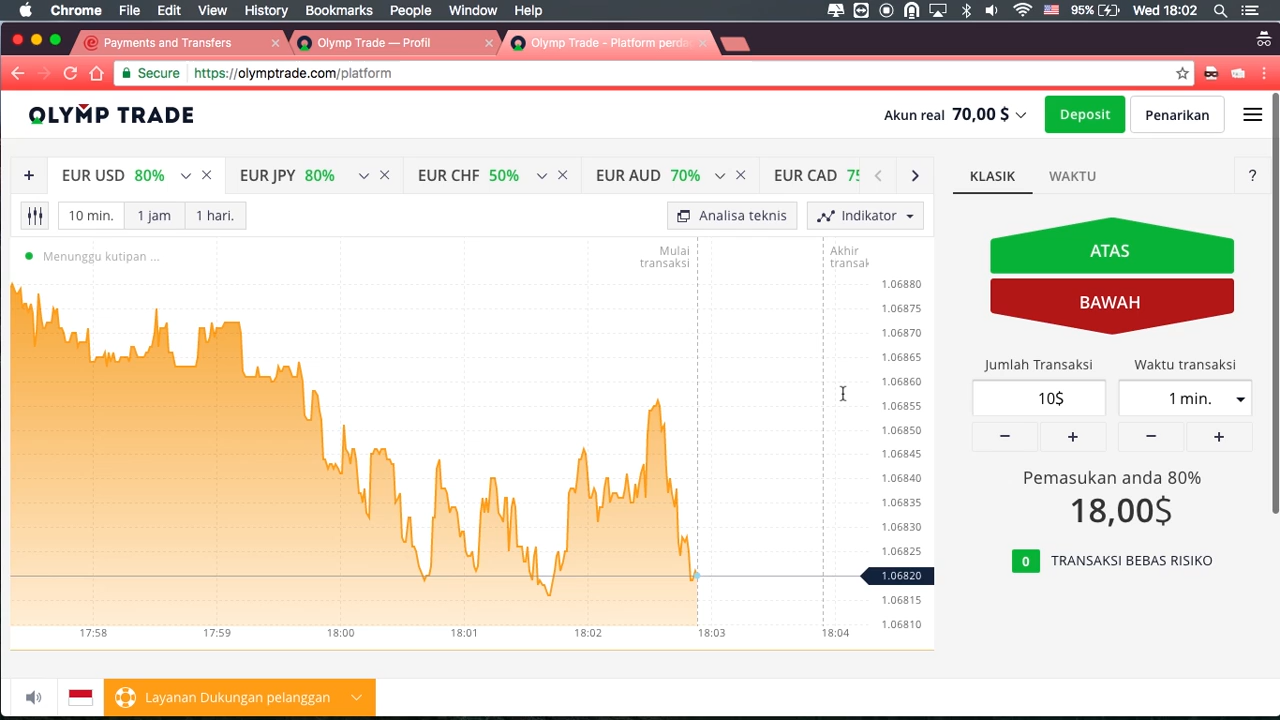 Chrome File Edit View History Bookmarks People Window Help 95% Wed 18:02
Payments and Transfers
Olymp Trade — Profil
Olymp Trade - Platform perda
Secure https://olymptrade.com/platform
OLYMP TRADE
Akun real 70,00 $
Deposit
Penarikan
+ EUR USD 80% EUR JPY 80% EUR CHF 50% EUR AUD 70% EUR CAD 75
KLASIK WAKTU ?
10 min. 1 jam 1 hari.
Analisa teknis
Indikator
Menunggu kutipan ...
Mulai
transaksi
Akhir
transak
1.06880
1.06875
1.06870
1.06865
1.06860
1.06855
1.06850
1.06845
1.06840
1.06835
1.06830
1.06825
1.06820
1.06815
1.06810
17:58 17:59 18:00 18:01 18:02 18:03 18:04
ATAS
BAWAH
Jumlah Transaksi Waktu transaksi
10$ 1 min.
− + − +
Pemasukan anda 80%
18,00$
0 TRANSAKSI BEBAS RISIKO
Layanan Dukungan pelanggan